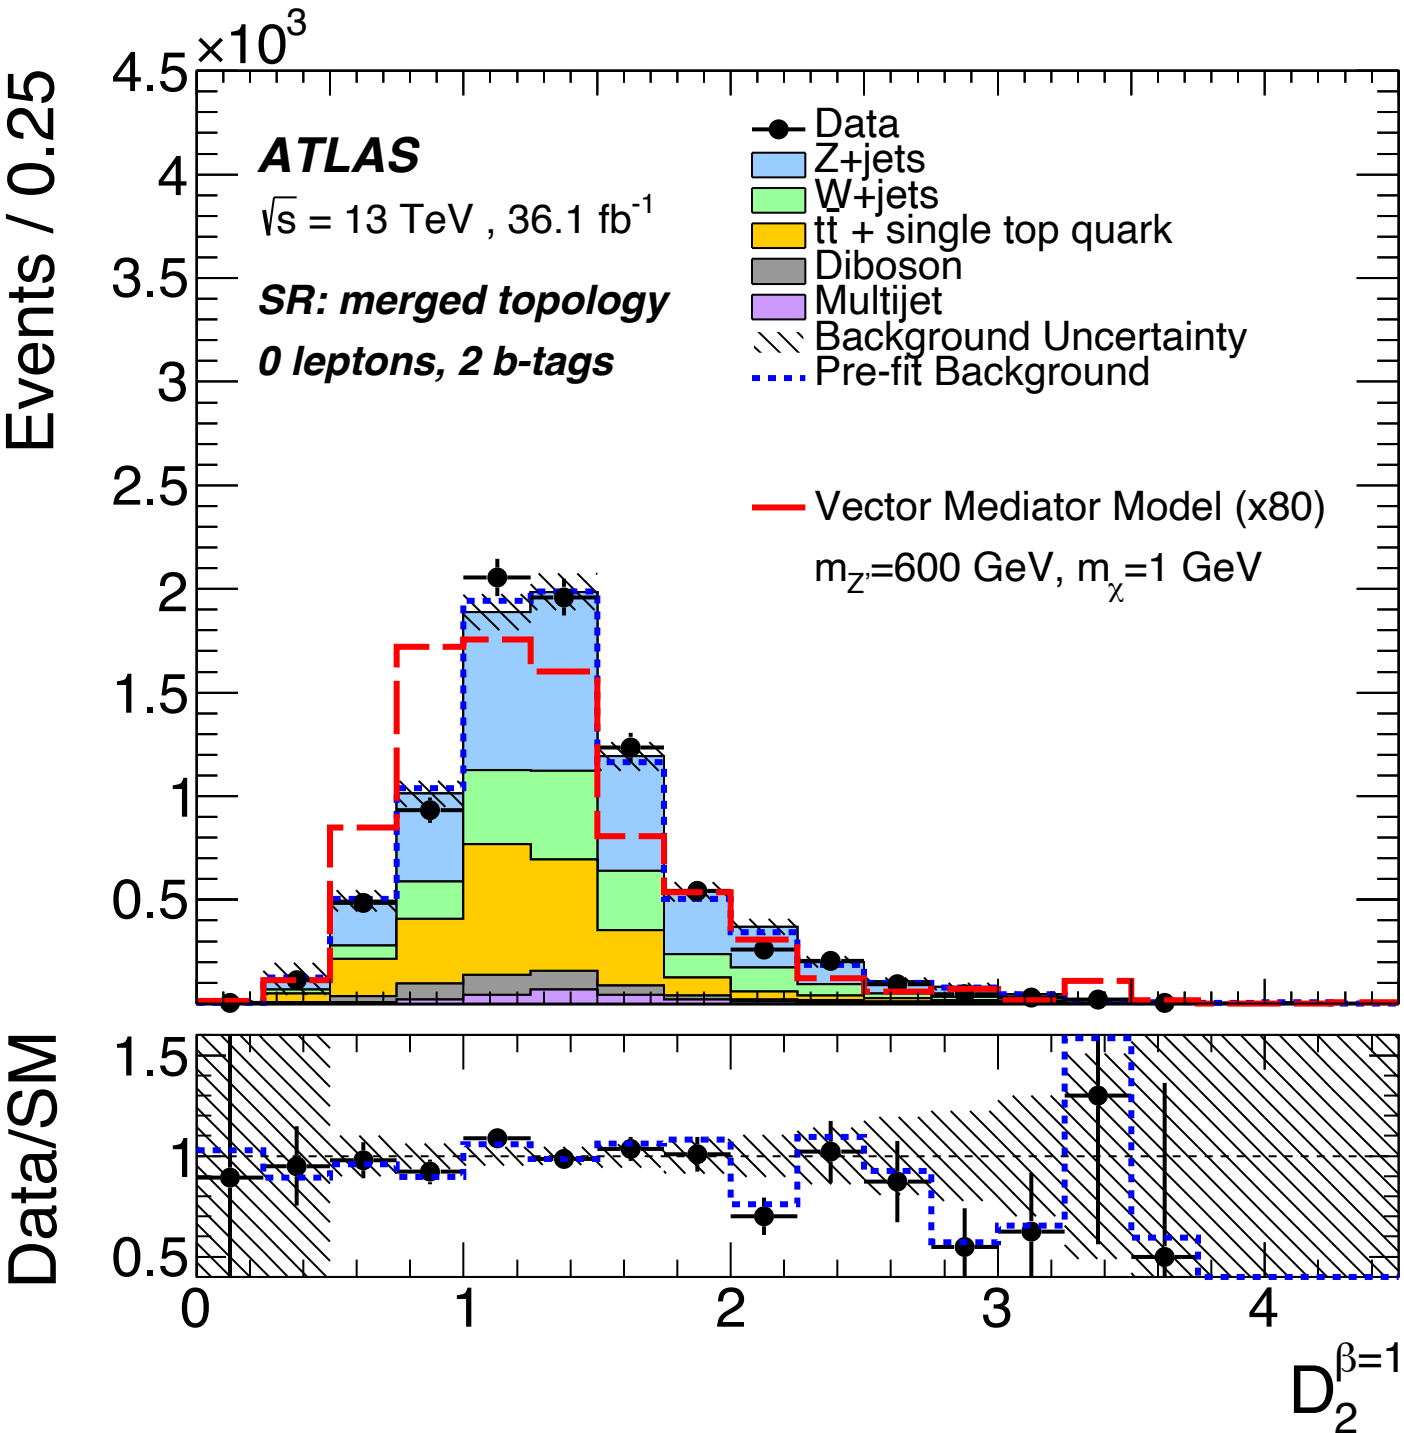 ×10³
Events / 0.25
4.5
4
3.5
3
2.5
2
1.5
1
0.5
ATLAS
√s = 13 TeV , 36.1 fb⁻¹
SR: merged topology
0 leptons, 2 b-tags
Data
Z+jets
W+jets
tt̄ + single top quark
Diboson
Multijet
Background Uncertainty
Pre-fit Background
Vector Mediator Model (x80)
m_Z'=600 GeV, m_χ=1 GeV
Data/SM
1.5
1
0.5
0 1 2 3 4
D₂^β=1